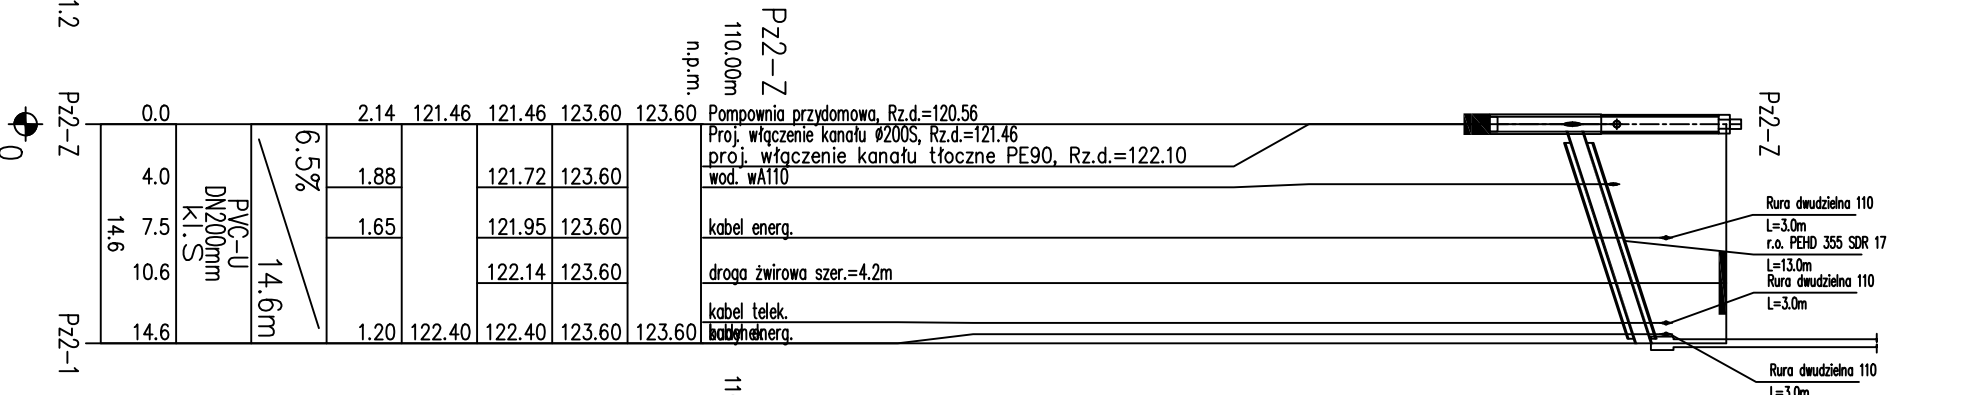 1.2
Pz2-Z
110.00m
n.p.m.
Pz2-Z
0
0.0
2.14
121.46
121.46
123.60
123.60
Pompownia przydomowa, Rz.d.=120.56
Proj. włączenie kanału Ø200S, Rz.d.=121.46
proj. włączenie kanału tłoczne PE90, Rz.d.=122.10
4.0
1.88
121.72
123.60
wod. wA110
7.5
1.65
121.95
123.60
kabel energ.
10.6
122.14
123.60
droga żwirowa szer.=4.2m
kabel telek.
14.6
1.20
122.40
122.40
123.60
123.60
14.6
PVC-U
DN200mm
kl.S
6.5%
14.6m
Pz2-1
11
Pz2-Z
Rura dwudzielna 110
L=3.0m
r.o. PEHD 355 SDR 17
L=13.0m
Rura dwudzielna 110
L=3.0m
Rura dwudzielna 110
L=3.0m